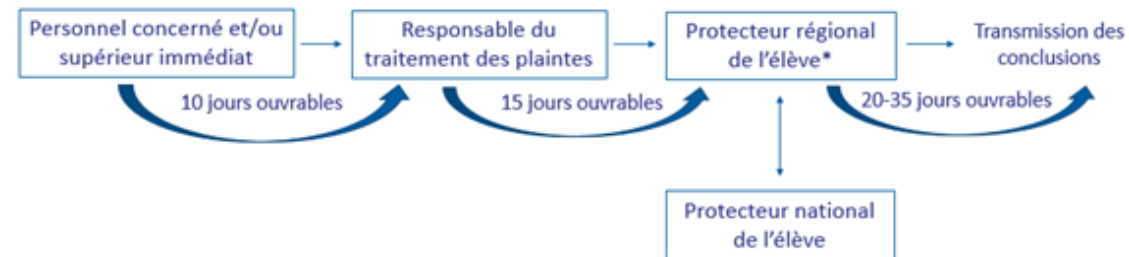 Personnel concerné et/ou
supérieur immédiat
Responsable du
traitement des plaintes
Protecteur régional
de l'élève*
Transmission des
conclusions
10 jours ouvrables
15 jours ouvrables
20-35 jours ouvrables
Protecteur national
de l'élève